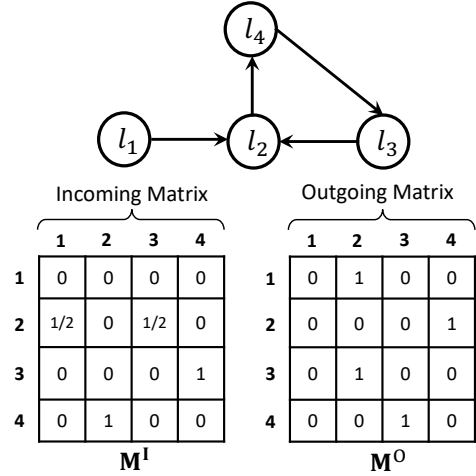 l₄
l₁ l₂ l₃
Incoming Matrix Outgoing Matrix
1 2 3 4 1 2 3 4
1 0 0 0 0 1 0 1 0 0
2 1/2 0 1/2 0 2 0 0 0 1
3 0 0 0 1 3 0 1 0 0
4 0 1 0 0 4 0 0 1 0
Mᴵ Mᴼ